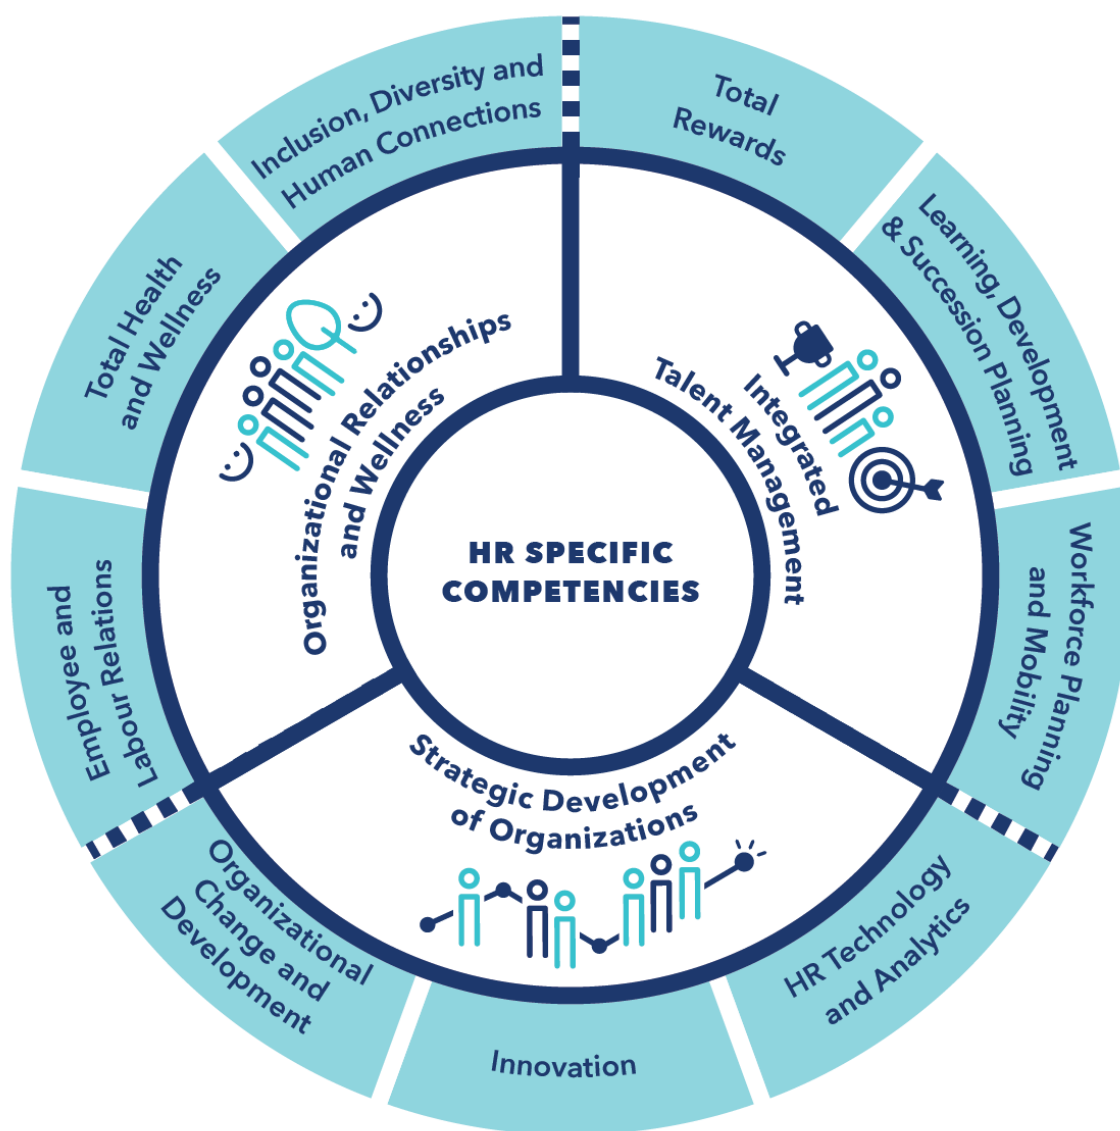 HR SPECIFIC
COMPETENCIES
Integrated
Talent Management
Total
Rewards
Learning, Development
& Succession Planning
Workforce Planning
and Mobility
Strategic Development
of Organizations
HR Technology
and Analytics
Innovation
Organizational
Change and
Development
Organizational Relationships
and Wellness
Employee and
Labour Relations
Total Health
and Wellness
Inclusion, Diversity and
Human Connections